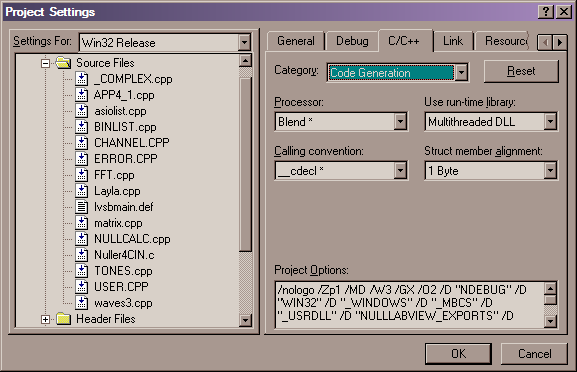 Project Settings
Settings For: Win32 Release
Source Files
_COMPLEX.cpp
APP4_1.cpp
asiolist.cpp
BINLIST.cpp
CHANNEL.CPP
ERROR.CPP
FFT.cpp
Layla.cpp
lvsbmain.def
matrix.cpp
NULLCALC.cpp
Nuller4CIN.c
TONES.cpp
USER.CPP
waves3.cpp
Header Files
General Debug C/C++ Link Resource
Category: Code Generation Reset
Processor: Use run-time library:
Blend * Multithreaded DLL
Calling convention: Struct member alignment:
__cdecl * 1 Byte
Project Options:
/nologo /Zp1 /MD /W3 /GX /O2 /D "NDEBUG" /D
"WIN32" /D "_WINDOWS" /D "_MBCS" /D
"_USRDLL" /D "NULLLABVIEW_EXPORTS" /D
OK Cancel